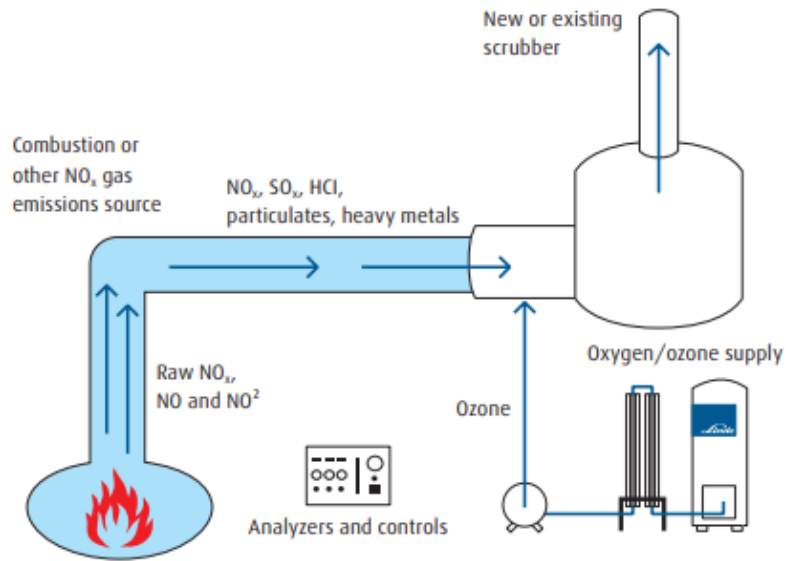 New or existing
scrubber
Combustion or
other NOₓ gas
emissions source
NOₓ, SOₓ, HCl,
particulates, heavy metals
Raw NOₓ,
NO and NO²
Ozone
Oxygen/ozone supply
Linde
Analyzers and controls